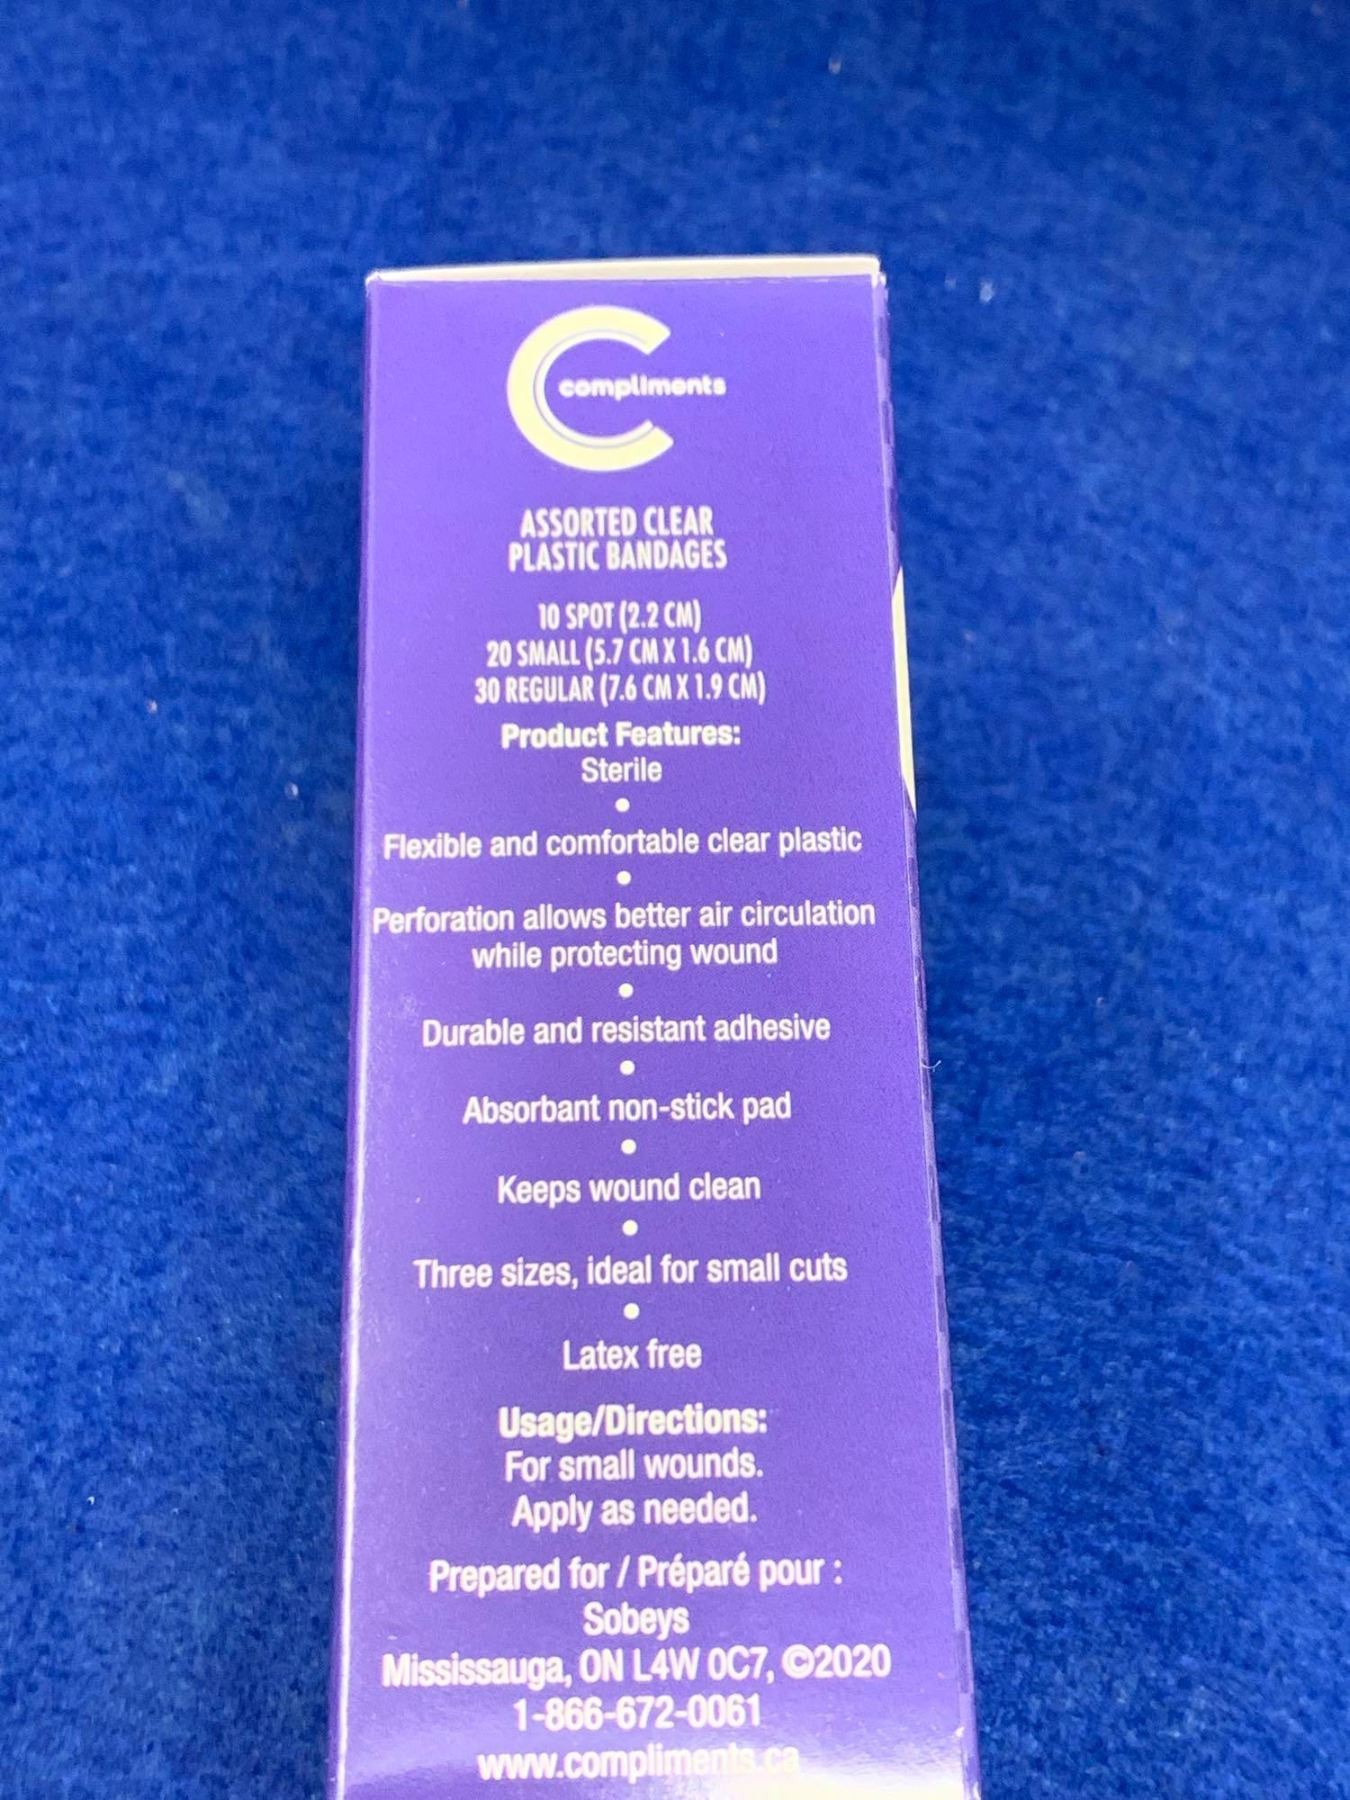 compliments
ASSORTED CLEAR
PLASTIC BANDAGES
10 SPOT (2.2 CM)
20 SMALL (5.7 CM X 1.6 CM)
30 REGULAR (7.6 CM X 1.9 CM)
Product Features:
Sterile
•
Flexible and comfortable clear plastic
•
Perforation allows better air circulation
while protecting wound
•
Durable and resistant adhesive
•
Absorbant non-stick pad
•
Keeps wound clean
•
Three sizes, ideal for small cuts
•
Latex free
Usage/Directions:
For small wounds.
Apply as needed.
Prepared for / Préparé pour :
Sobeys
Mississauga, ON L4W 0C7, ©2020
1-866-672-0061
www.compliments.ca